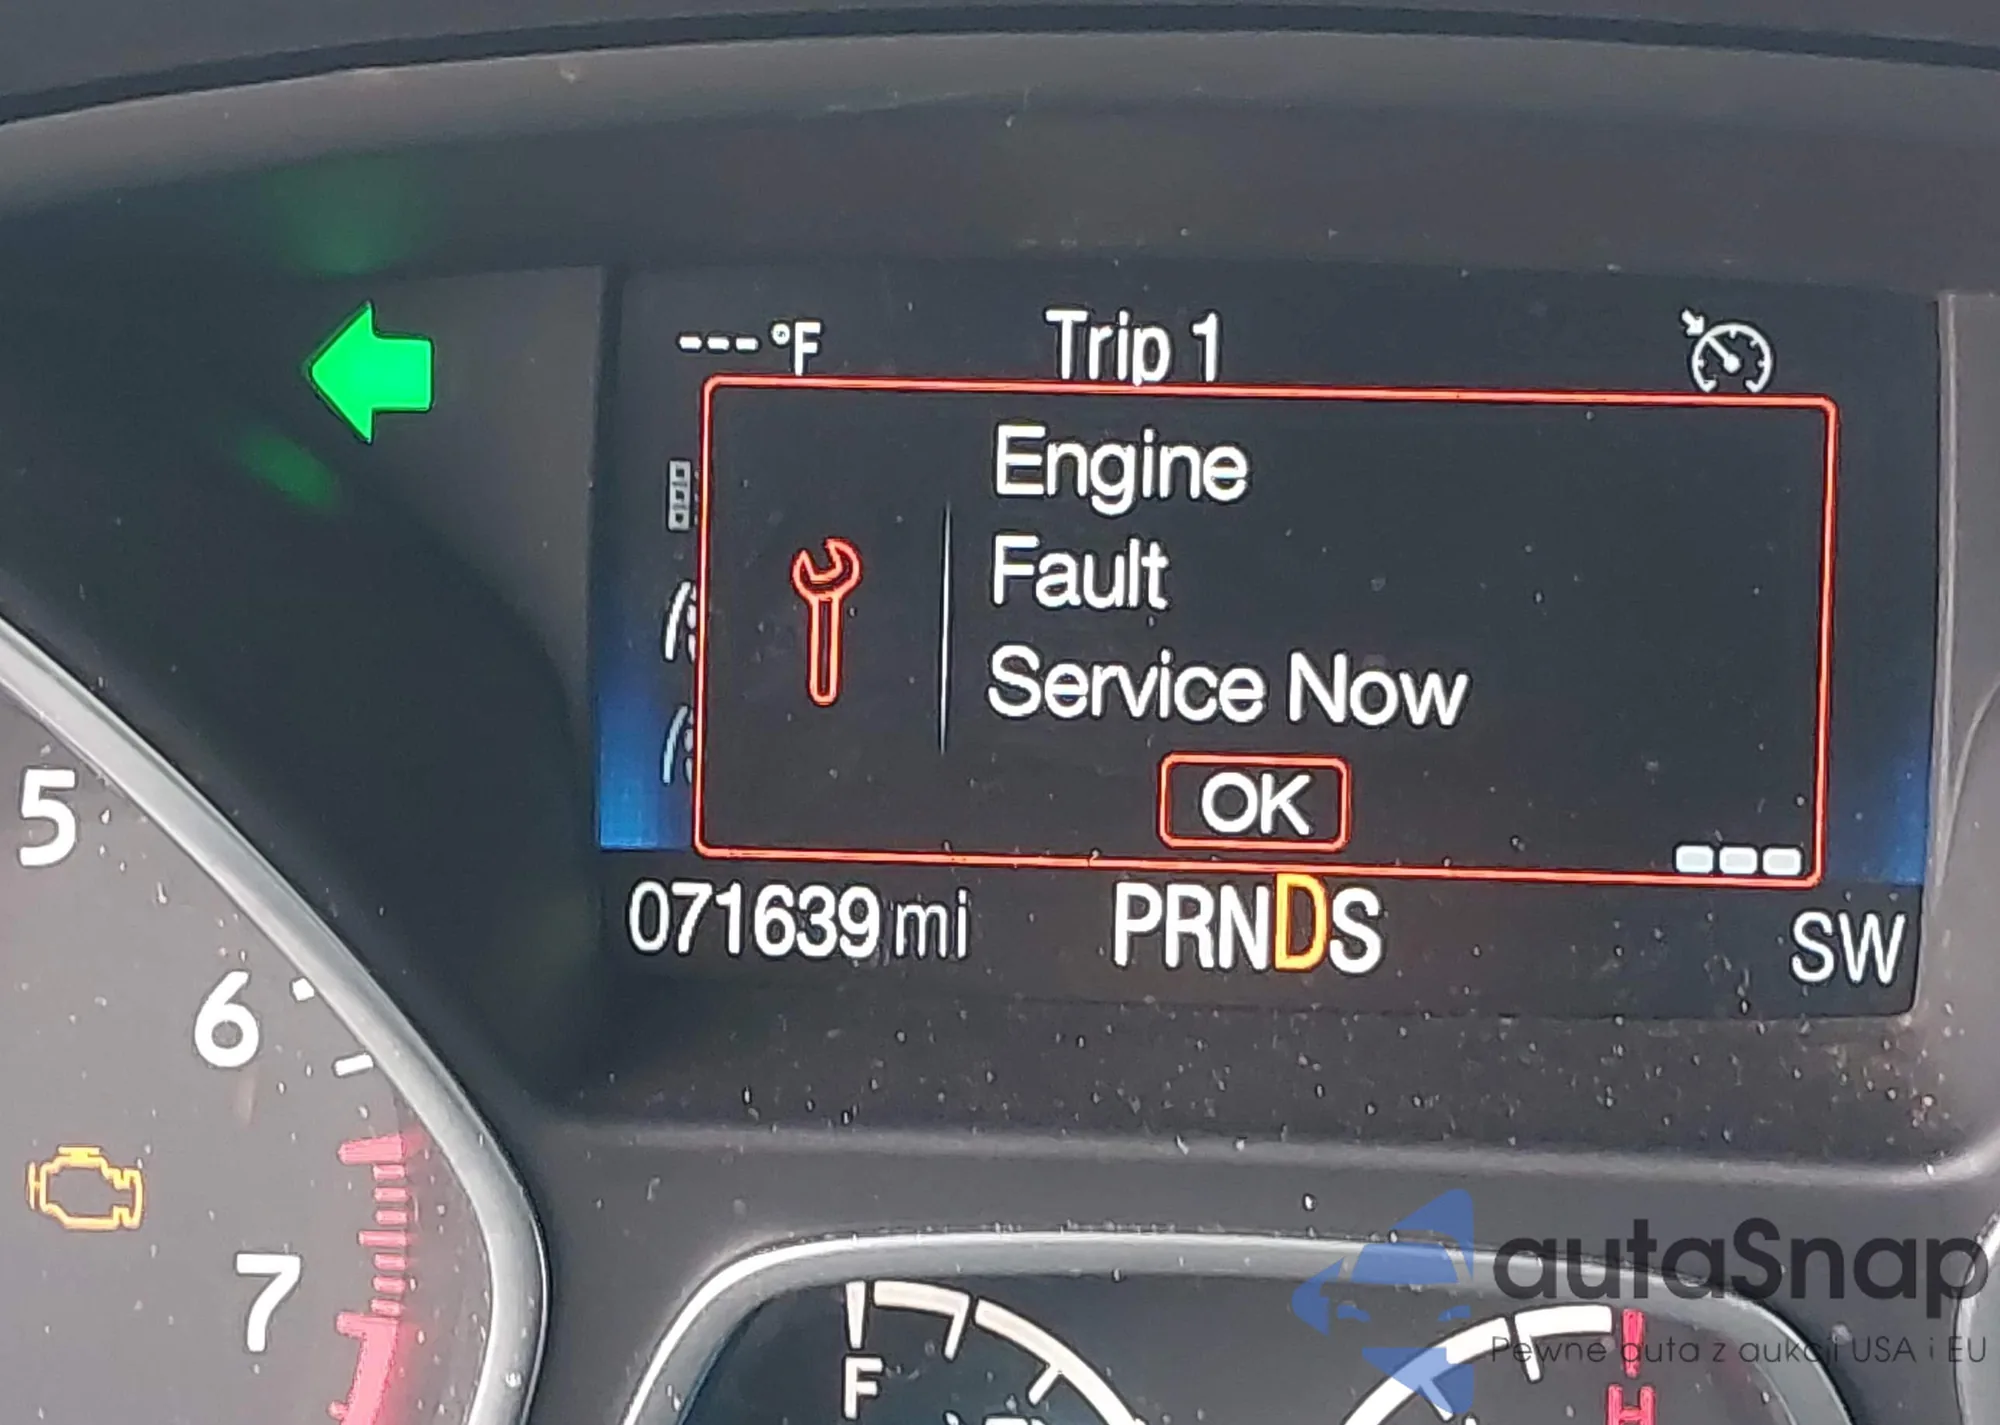 ---°F
Trip 1
Engine
Fault
Service Now
OK
071639 mi
PRNDS
SW
5
6
7
F
H
autaSnap
Pewne auta z aukcji USA i EU